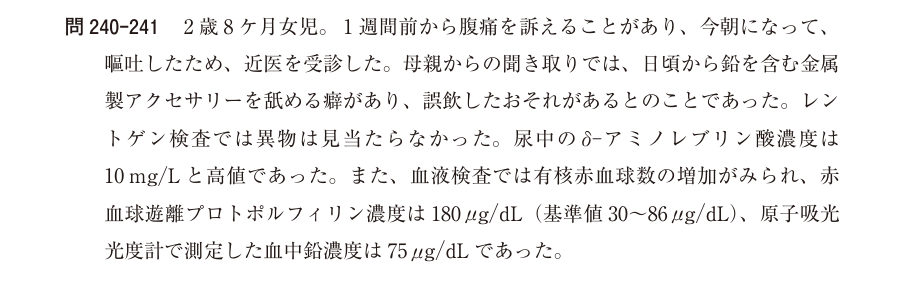 問 240-241　2歳8ケ月女児。1週間前から腹痛を訴えることがあり、今朝になって、
嘔吐したため、近医を受診した。母親からの聞き取りでは、日頃から鉛を含む金属
製アクセサリーを舐める癖があり、誤飲したおそれがあるとのことであった。レン
トゲン検査では異物は見当たらなかった。尿中のδ-アミノレブリン酸濃度は
10 mg/Lと高値であった。また、血液検査では有核赤血球数の増加がみられ、赤
血球遊離プロトポルフィリン濃度は180 μg/dL（基準値30〜86 μg/dL）、原子吸光
光度計で測定した血中鉛濃度は75 μg/dLであった。